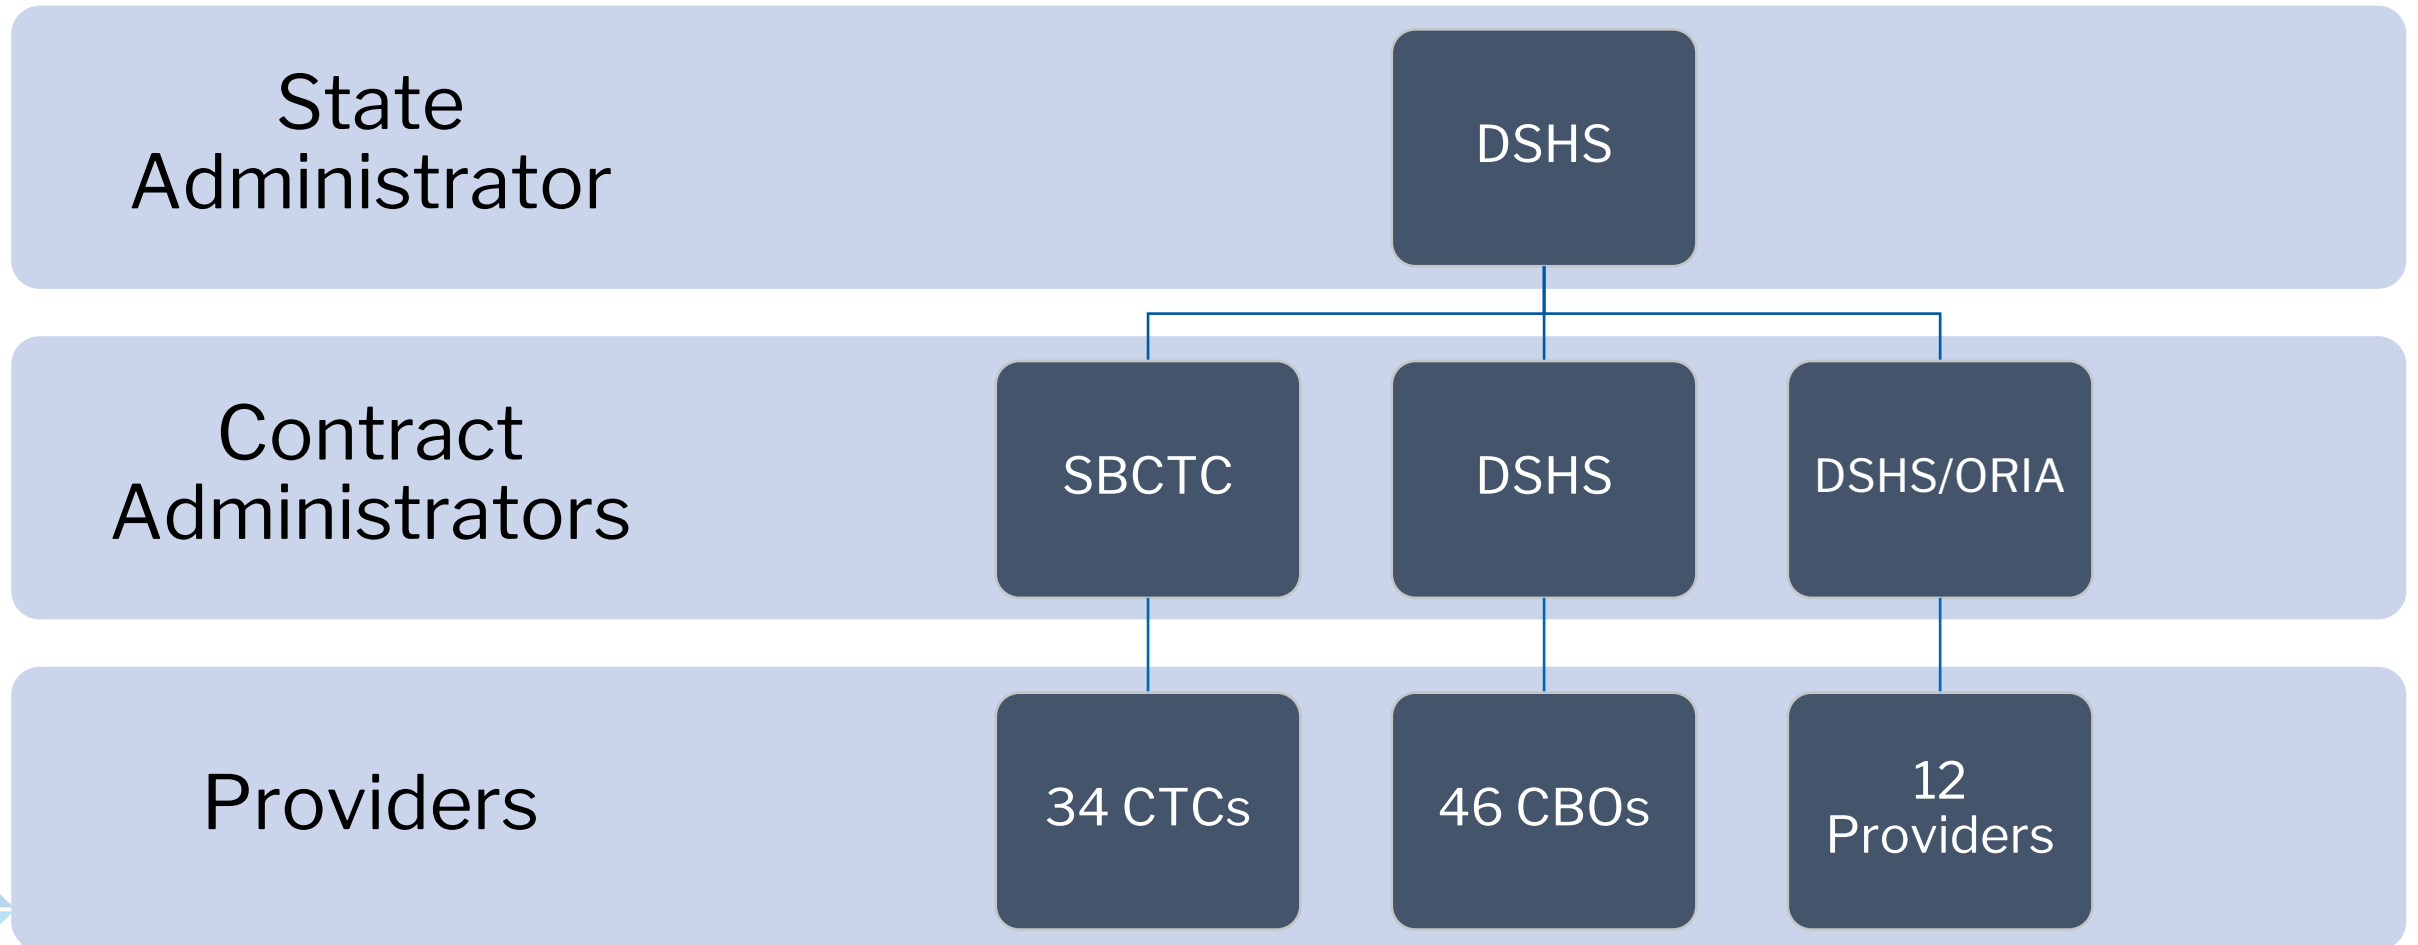 State
Administrator
DSHS
Contract
Administrators
SBCTC
DSHS
DSHS/ORIA
Providers
34 CTCs
46 CBOs
12
Providers